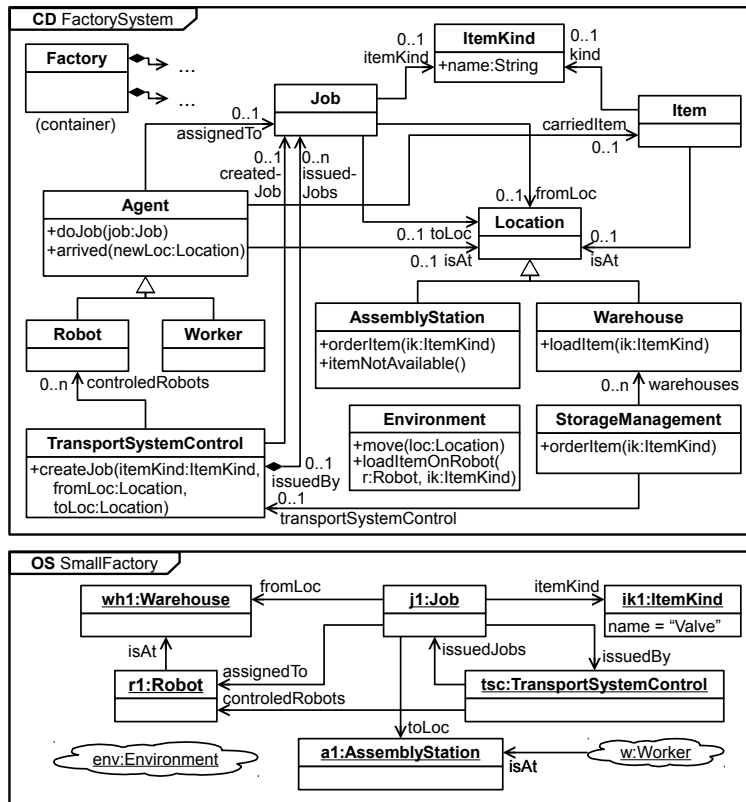 CD FactorySystem
Factory
...
...
(container)
0..1
itemKind
ItemKind
+name:String
0..1
kind
Job
0..1
assignedTo
Item
carriedItem
0..1
0..1
created-
Job
0..n
issued-
Jobs
Agent
+doJob(job:Job)
+arrived(newLoc:Location)
0..1 fromLoc
Location
0..1 toLoc
0..1 isAt
0..1
isAt
Robot
Worker
AssemblyStation
+orderItem(ik:ItemKind)
+itemNotAvailable()
Warehouse
+loadItem(ik:ItemKind)
0..n controledRobots
0..n warehouses
TransportSystemControl
+createJob(itemKind:ItemKind,
fromLoc:Location,
toLoc:Location)
0..1
issuedBy
Environment
+move(loc:Location)
+loadItemOnRobot(
r:Robot, ik:ItemKind)
StorageManagement
+orderItem(ik:ItemKind)
0..1
transportSystemControl
OS SmallFactory
wh1:Warehouse
fromLoc
j1:Job
itemKind
ik1:ItemKind
name = “Valve”
isAt
issuedJobs
issuedBy
assignedTo
r1:Robot
controledRobots
tsc:TransportSystemControl
toLoc
env:Environment
a1:AssemblyStation
isAt
w:Worker